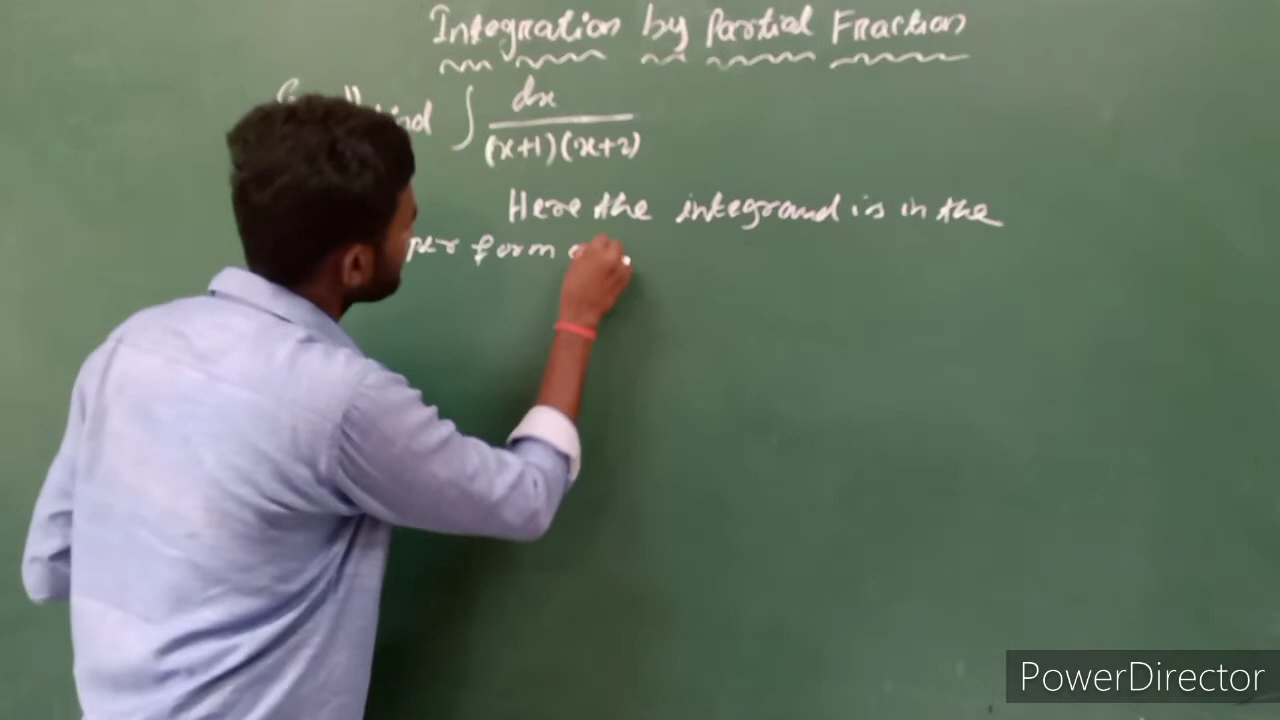 Integration by Partial Fraction
∫ dx / (x+1)(x+2)
Here the integrand is in the
form
PowerDirector